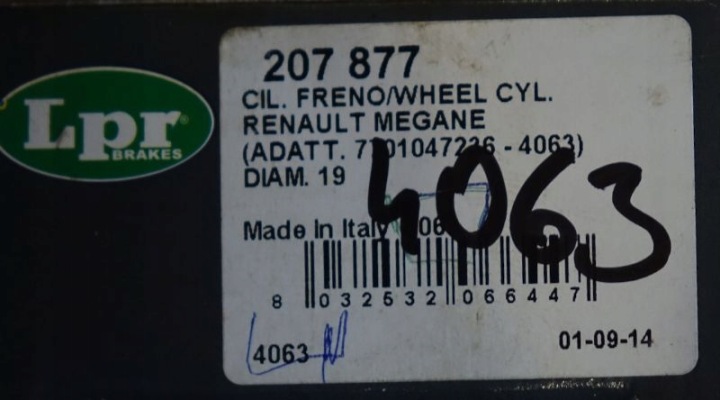 Lpr
BRAKES
207 877
CIL. FRENO/WHEEL CYL.
RENAULT MEGANE
(ADATT. 7701047236 - 4063)
DIAM. 19
4063
Made In Italy
8 032532 066447
4063
01-09-14